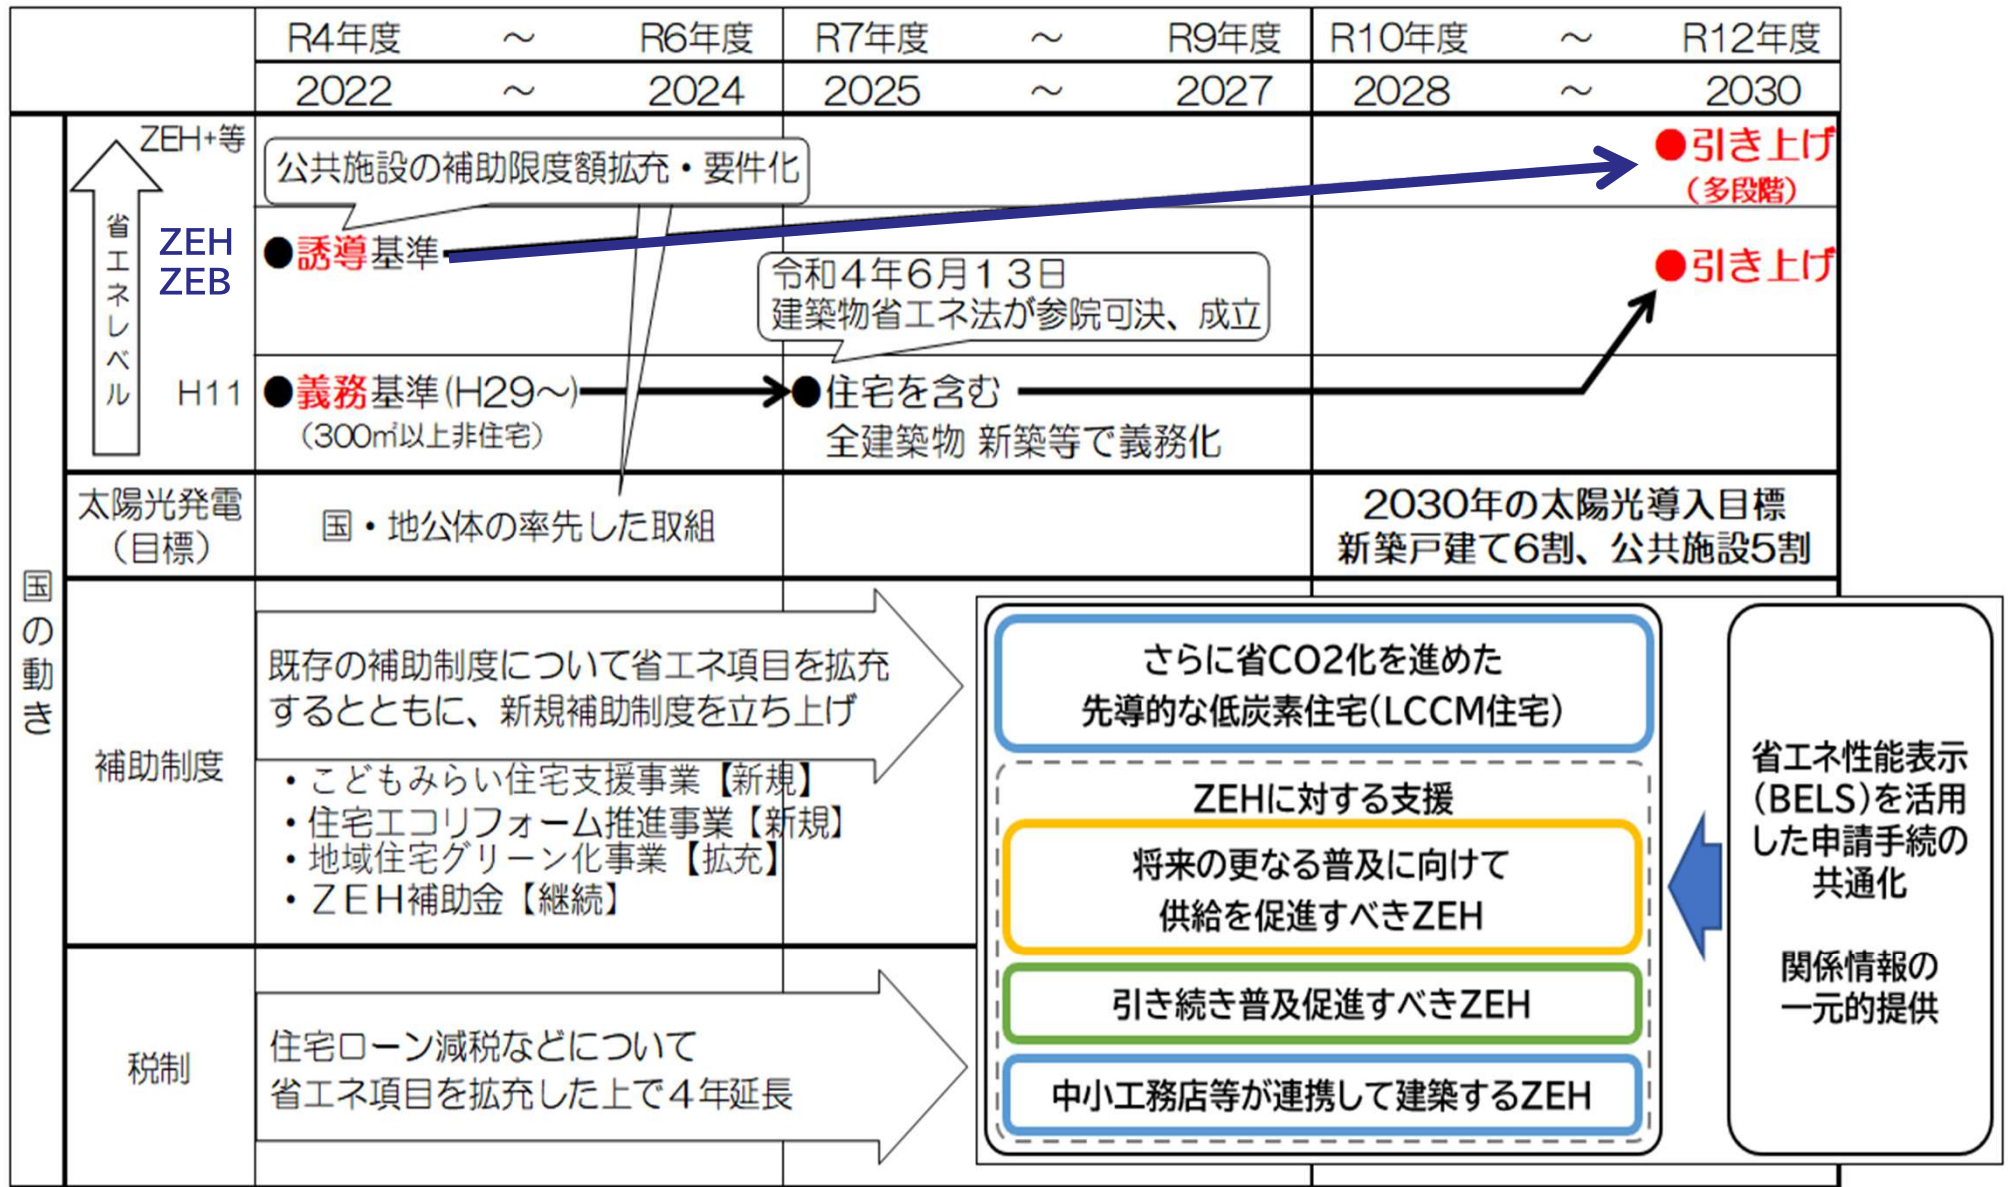 R4年度 ～ R6年度 R7年度 ～ R9年度 R10年度 ～ R12年度
2022 ～ 2024 2025 ～ 2027 2028 ～ 2030
国の動き
省エネレベル
ZEH+等
公共施設の補助限度額拡充・要件化
●引き上げ
（多段階）
ZEH
ZEB
●誘導基準
令和４年６月１３日
建築物省エネ法が参院可決、成立
●引き上げ
H11
●義務基準(H29～)
（300㎡以上非住宅）
●住宅を含む
全建築物 新築等で義務化
太陽光発電
（目標）
国・地公体の率先した取組
2030年の太陽光導入目標
新築戸建て6割、公共施設5割
補助制度
既存の補助制度について省エネ項目を拡充
するとともに、新規補助制度を立ち上げ
・こどもみらい住宅支援事業【新規】
・住宅エコリフォーム推進事業【新規】
・地域住宅グリーン化事業【拡充】
・ＺＥＨ補助金【継続】
税制
住宅ローン減税などについて
省エネ項目を拡充した上で４年延長
さらに省CO2化を進めた
先導的な低炭素住宅(LCCM住宅)
ZEHに対する支援
将来の更なる普及に向けて
供給を促進すべきZEH
引き続き普及促進すべきZEH
中小工務店等が連携して建築するZEH
省エネ性能表示
(BELS)を活用
した申請手続の
共通化
関係情報の
一元的提供